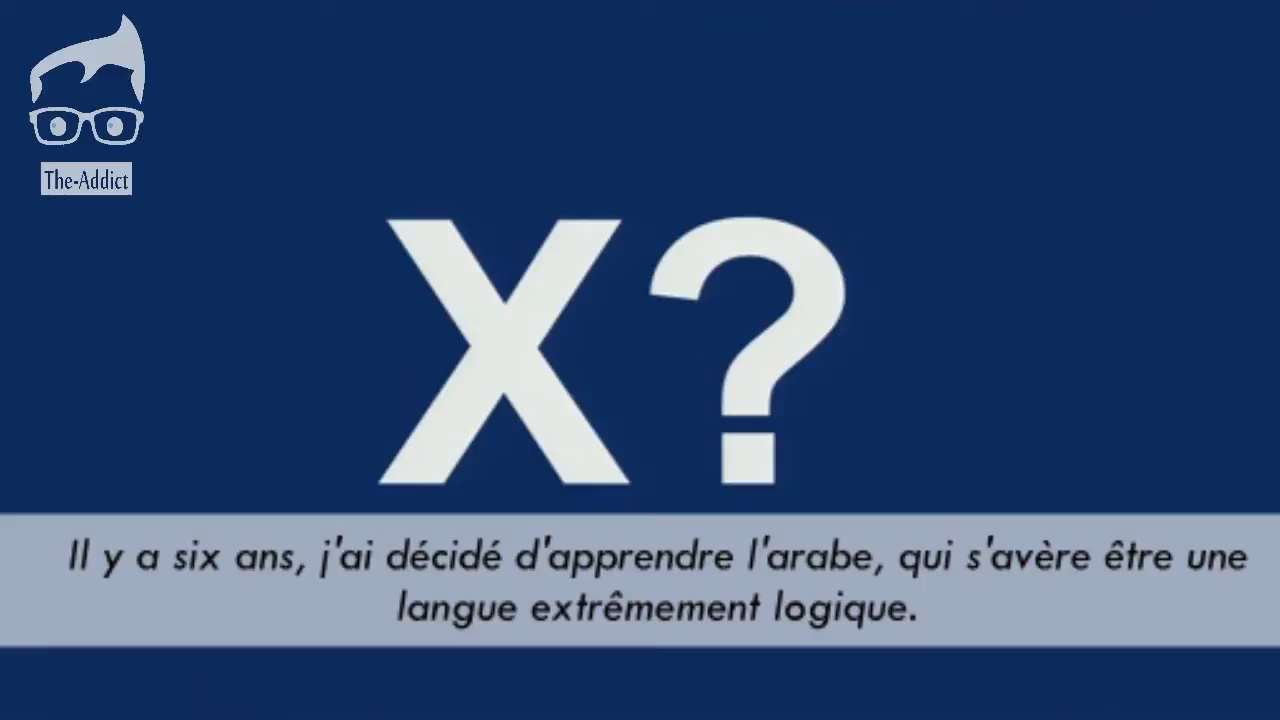 The-Addict
X?
Il y a six ans, j'ai décidé d'apprendre l'arabe, qui s'avère être une
langue extrêmement logique.